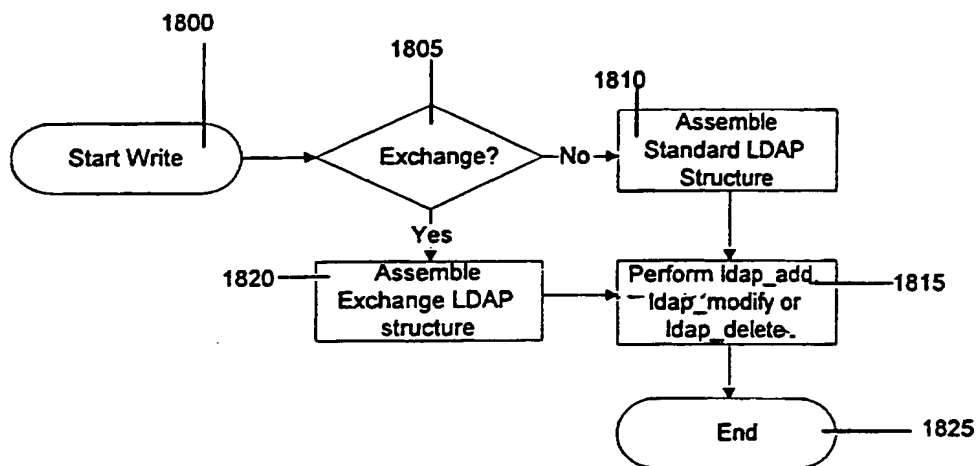 1800
1805
1810
Start Write
Exchange?
No
Assemble
Standard LDAP
Structure
Yes
1820
Assemble
Exchange LDAP
structure
Perform ldap_add
ldap_modify or
ldap_delete
1815
End
1825